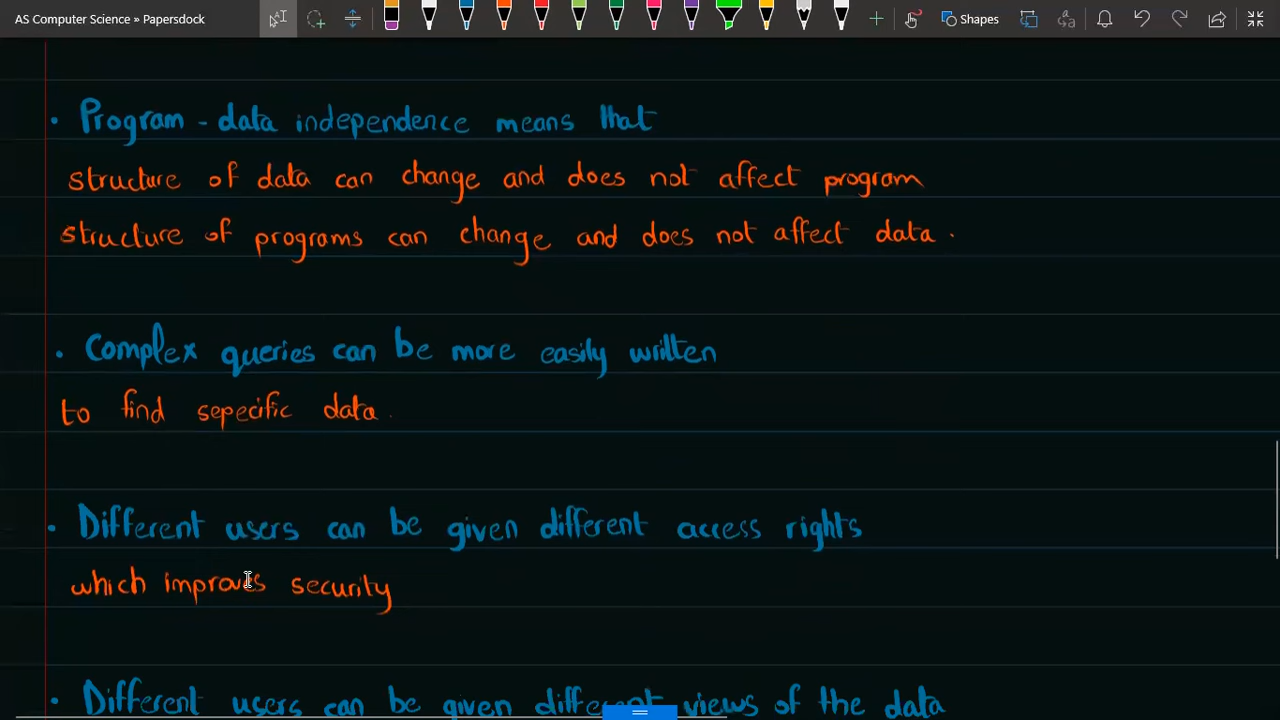 AS Computer Science » Papersdock
Shapes
• Program - data independence means that
structure of data can change and does not affect program
structure of programs can change and does not affect data.
• Complex queries can be more easily written
to find sepecific data.
• Different users can be given different access rights
which improves security
• Different users can be given different views of the data